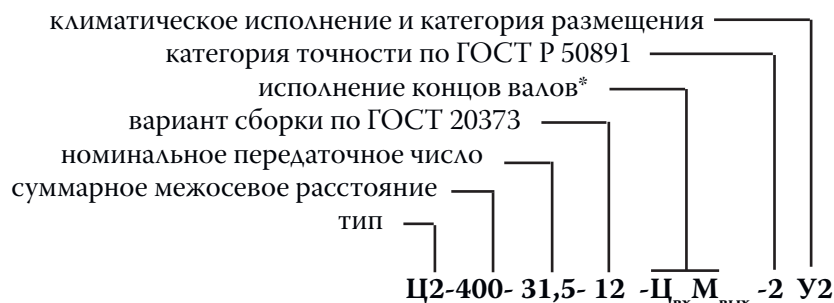 климатическое исполнение и категория размещения
категория точности по ГОСТ Р 50891
исполнение концов валов*
вариант сборки по ГОСТ 20373
номинальное передаточное число
суммарное межосевое расстояние
тип
Ц2-400- 31,5- 12 -Цвх Мвых -2 У2